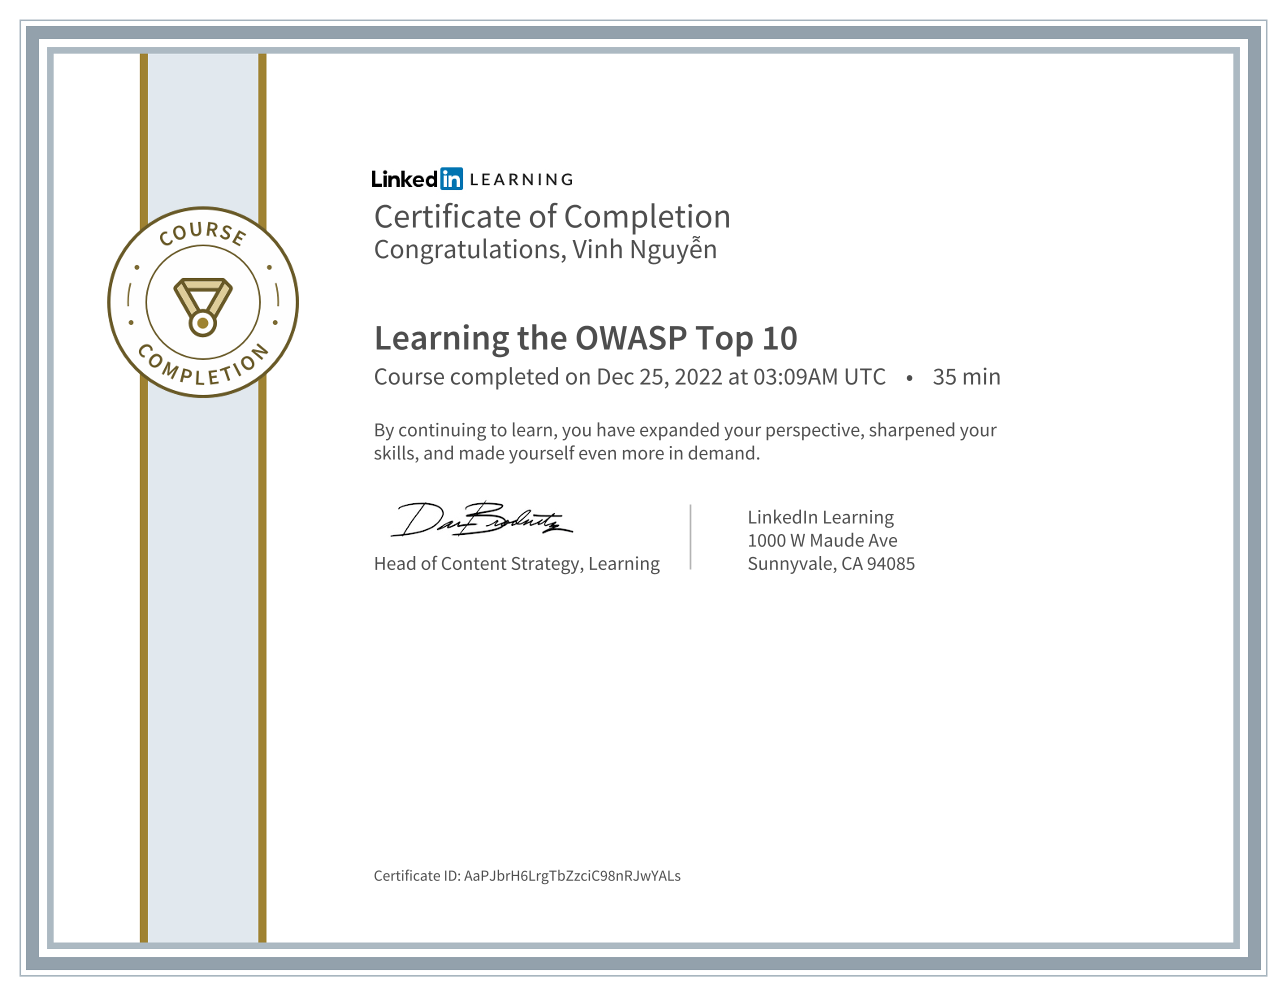 COURSE
COMPLETION
Linked in LEARNING
Certificate of Completion
Congratulations, Vinh Nguyễn
Learning the OWASP Top 10
Course completed on Dec 25, 2022 at 03:09AM UTC • 35 min
By continuing to learn, you have expanded your perspective, sharpened your
skills, and made yourself even more in demand.
Head of Content Strategy, Learning
LinkedIn Learning
1000 W Maude Ave
Sunnyvale, CA 94085
Certificate ID: AaPJbrH6LrgTbZzciC98nRJwYALs